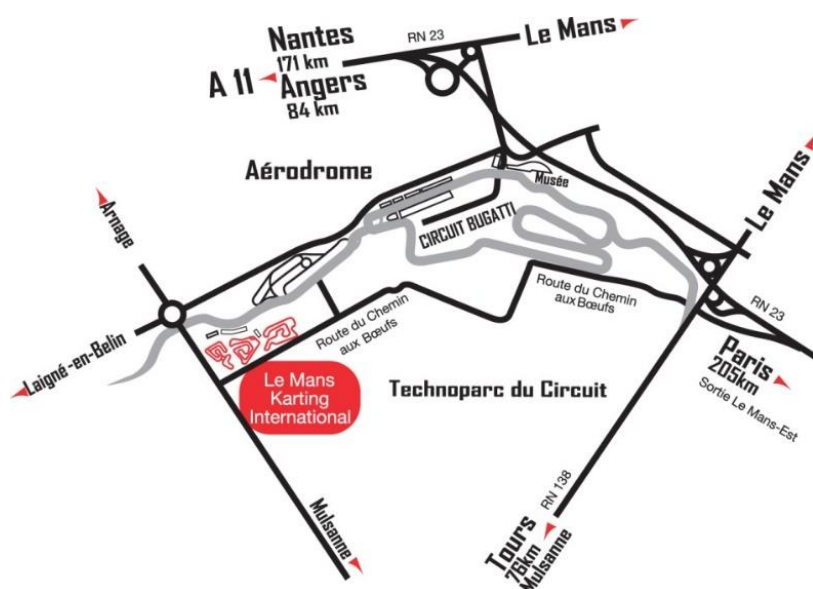 Nantes
171 km
RN 23
Le Mans
A 11
Angers
84 km
Aérodrome
Musée
Le Mans
Arnage
CIRCUIT BUGATTI
Route du Chemin
aux Bœufs
RN 23
Route du Chemin
aux Bœufs
Laigné-en-Belin
Paris
205km
Sortie Le Mans-Est
Le Mans
Karting
International
Technoparc du Circuit
Mulsanne
RN 138
Tours
76km
Mulsanne